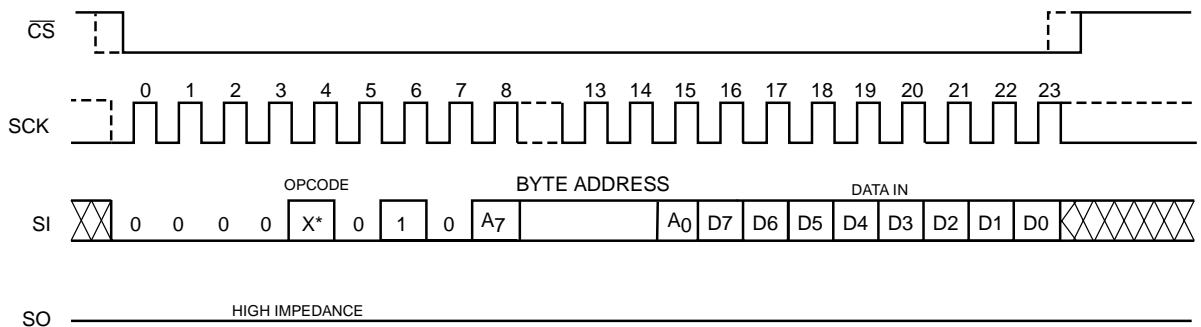 CS
0 1 2 3 4 5 6 7 8 13 14 15 16 17 18 19 20 21 22 23
SCK
OPCODE BYTE ADDRESS DATA IN
SI 0 0 0 0 X* 0 1 0 A7 A0 D7 D6 D5 D4 D3 D2 D1 D0
HIGH IMPEDANCE
SO